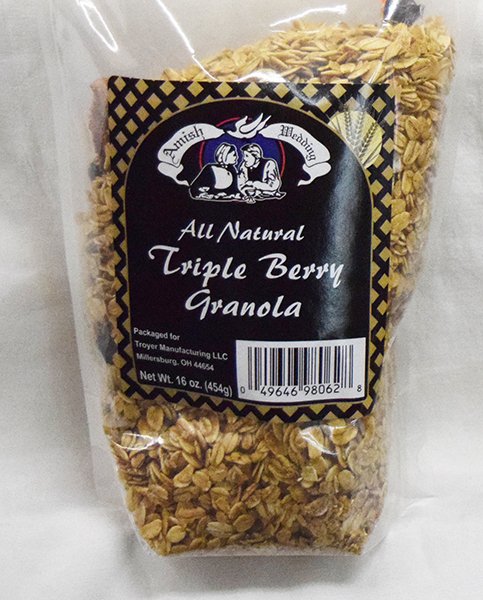 Amish Wedding
All Natural
Triple Berry
Granola
Packaged for
Troyer Manufacturing LLC
Millersburg, OH 44654
Net Wt. 16 oz. (454g)
0 49646 98062 8